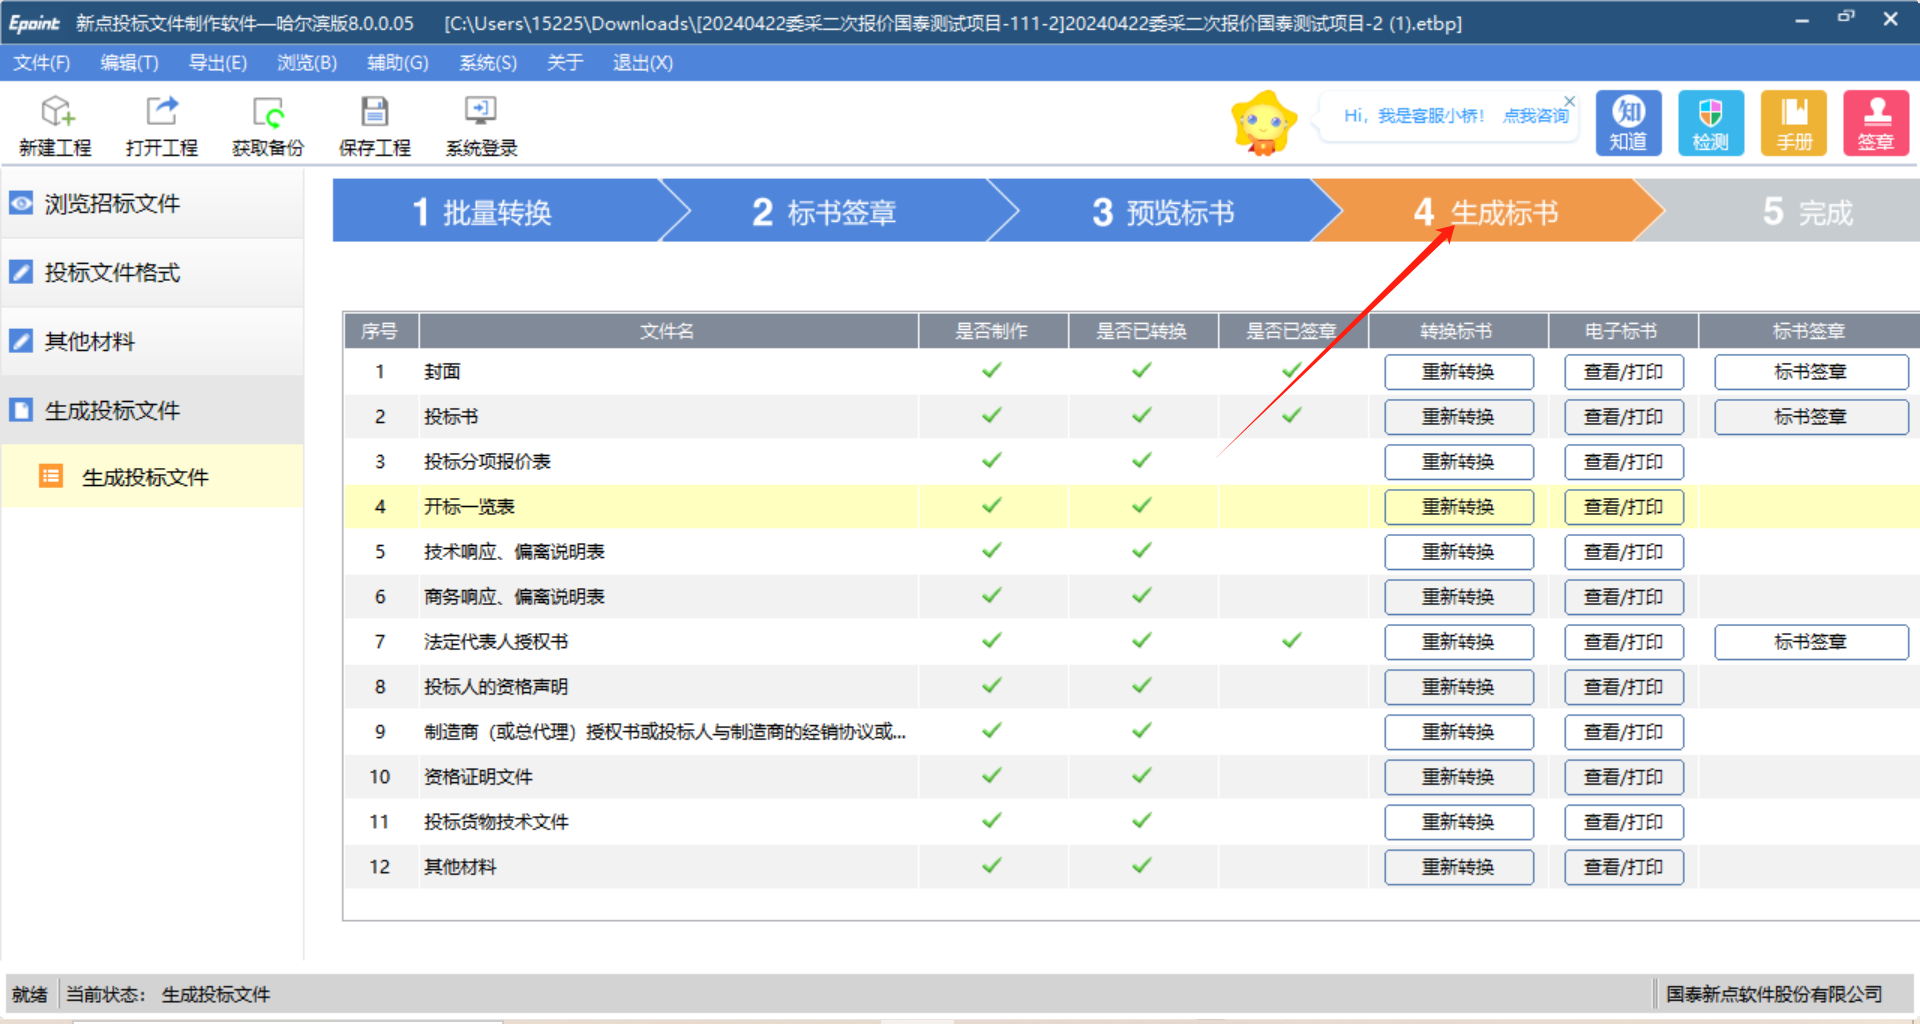 Epoint 新点投标文件制作软件—哈尔滨版8.0.0.05 [C:\Users\15225\Downloads\[20240422委采二次报价国泰测试项目-111-2]20240422委采二次报价国泰测试项目-2 (1).etbp]
文件(F) 编辑(T) 导出(E) 浏览(B) 辅助(G) 系统(S) 关于 退出(X)
新建工程 打开工程 获取备份 保存工程 系统登录
Hi，我是客服小桥！ 点我咨询
知 知道 检测 手册 签章
浏览招标文件
投标文件格式
其他材料
生成投标文件
生成投标文件
1 批量转换 2 标书签章 3 预览标书 4 生成标书 5 完成
序号 文件名 是否制作 是否已转换 是否已签章 转换标书 电子标书 标书签章
1 封面 重新转换 查看/打印 标书签章
2 投标书 重新转换 查看/打印 标书签章
3 投标分项报价表 重新转换 查看/打印
4 开标一览表 重新转换 查看/打印
5 技术响应、偏离说明表 重新转换 查看/打印
6 商务响应、偏离说明表 重新转换 查看/打印
7 法定代表人授权书 重新转换 查看/打印 标书签章
8 投标人的资格声明 重新转换 查看/打印
9 制造商（或总代理）授权书或投标人与制造商的经销协议或... 重新转换 查看/打印
10 资格证明文件 重新转换 查看/打印
11 投标货物技术文件 重新转换 查看/打印
12 其他材料 重新转换 查看/打印
就绪 当前状态： 生成投标文件 国泰新点软件股份有限公司